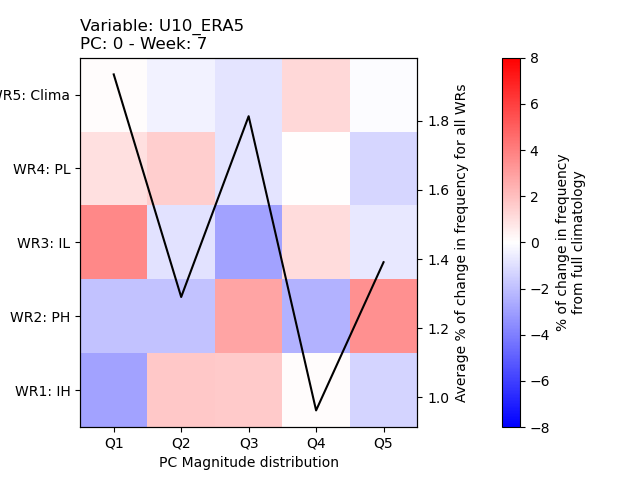 Variable: U10_ERA5
PC: 0 - Week: 7
WR5: Clima
WR4: PL
WR3: IL
WR2: PH
WR1: IH
Q1 Q2 Q3 Q4 Q5
PC Magnitude distribution
1.8
1.6
1.4
1.2
1.0
Average % of change in frequency for all WRs
8
6
4
2
0
−2
−4
−6
−8
% of change in frequency
from full climatology